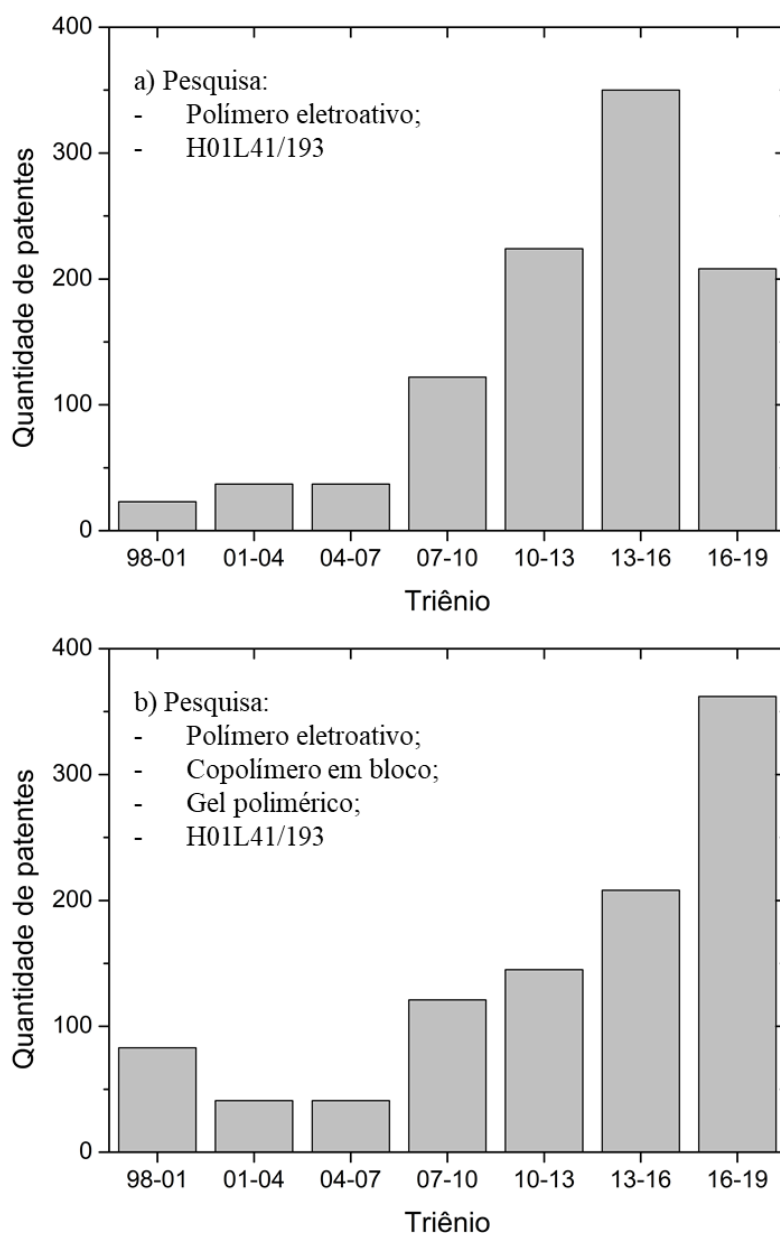 400
a) Pesquisa:
- Polímero eletroativo;
- H01L41/193
300
200
100
0
Quantidade de patentes
98-01 01-04 04-07 07-10 10-13 13-16 16-19
Triênio
400
b) Pesquisa:
- Polímero eletroativo;
- Copolímero em bloco;
- Gel polimérico;
- H01L41/193
300
200
100
0
Quantidade de patentes
98-01 01-04 04-07 07-10 10-13 13-16 16-19
Triênio